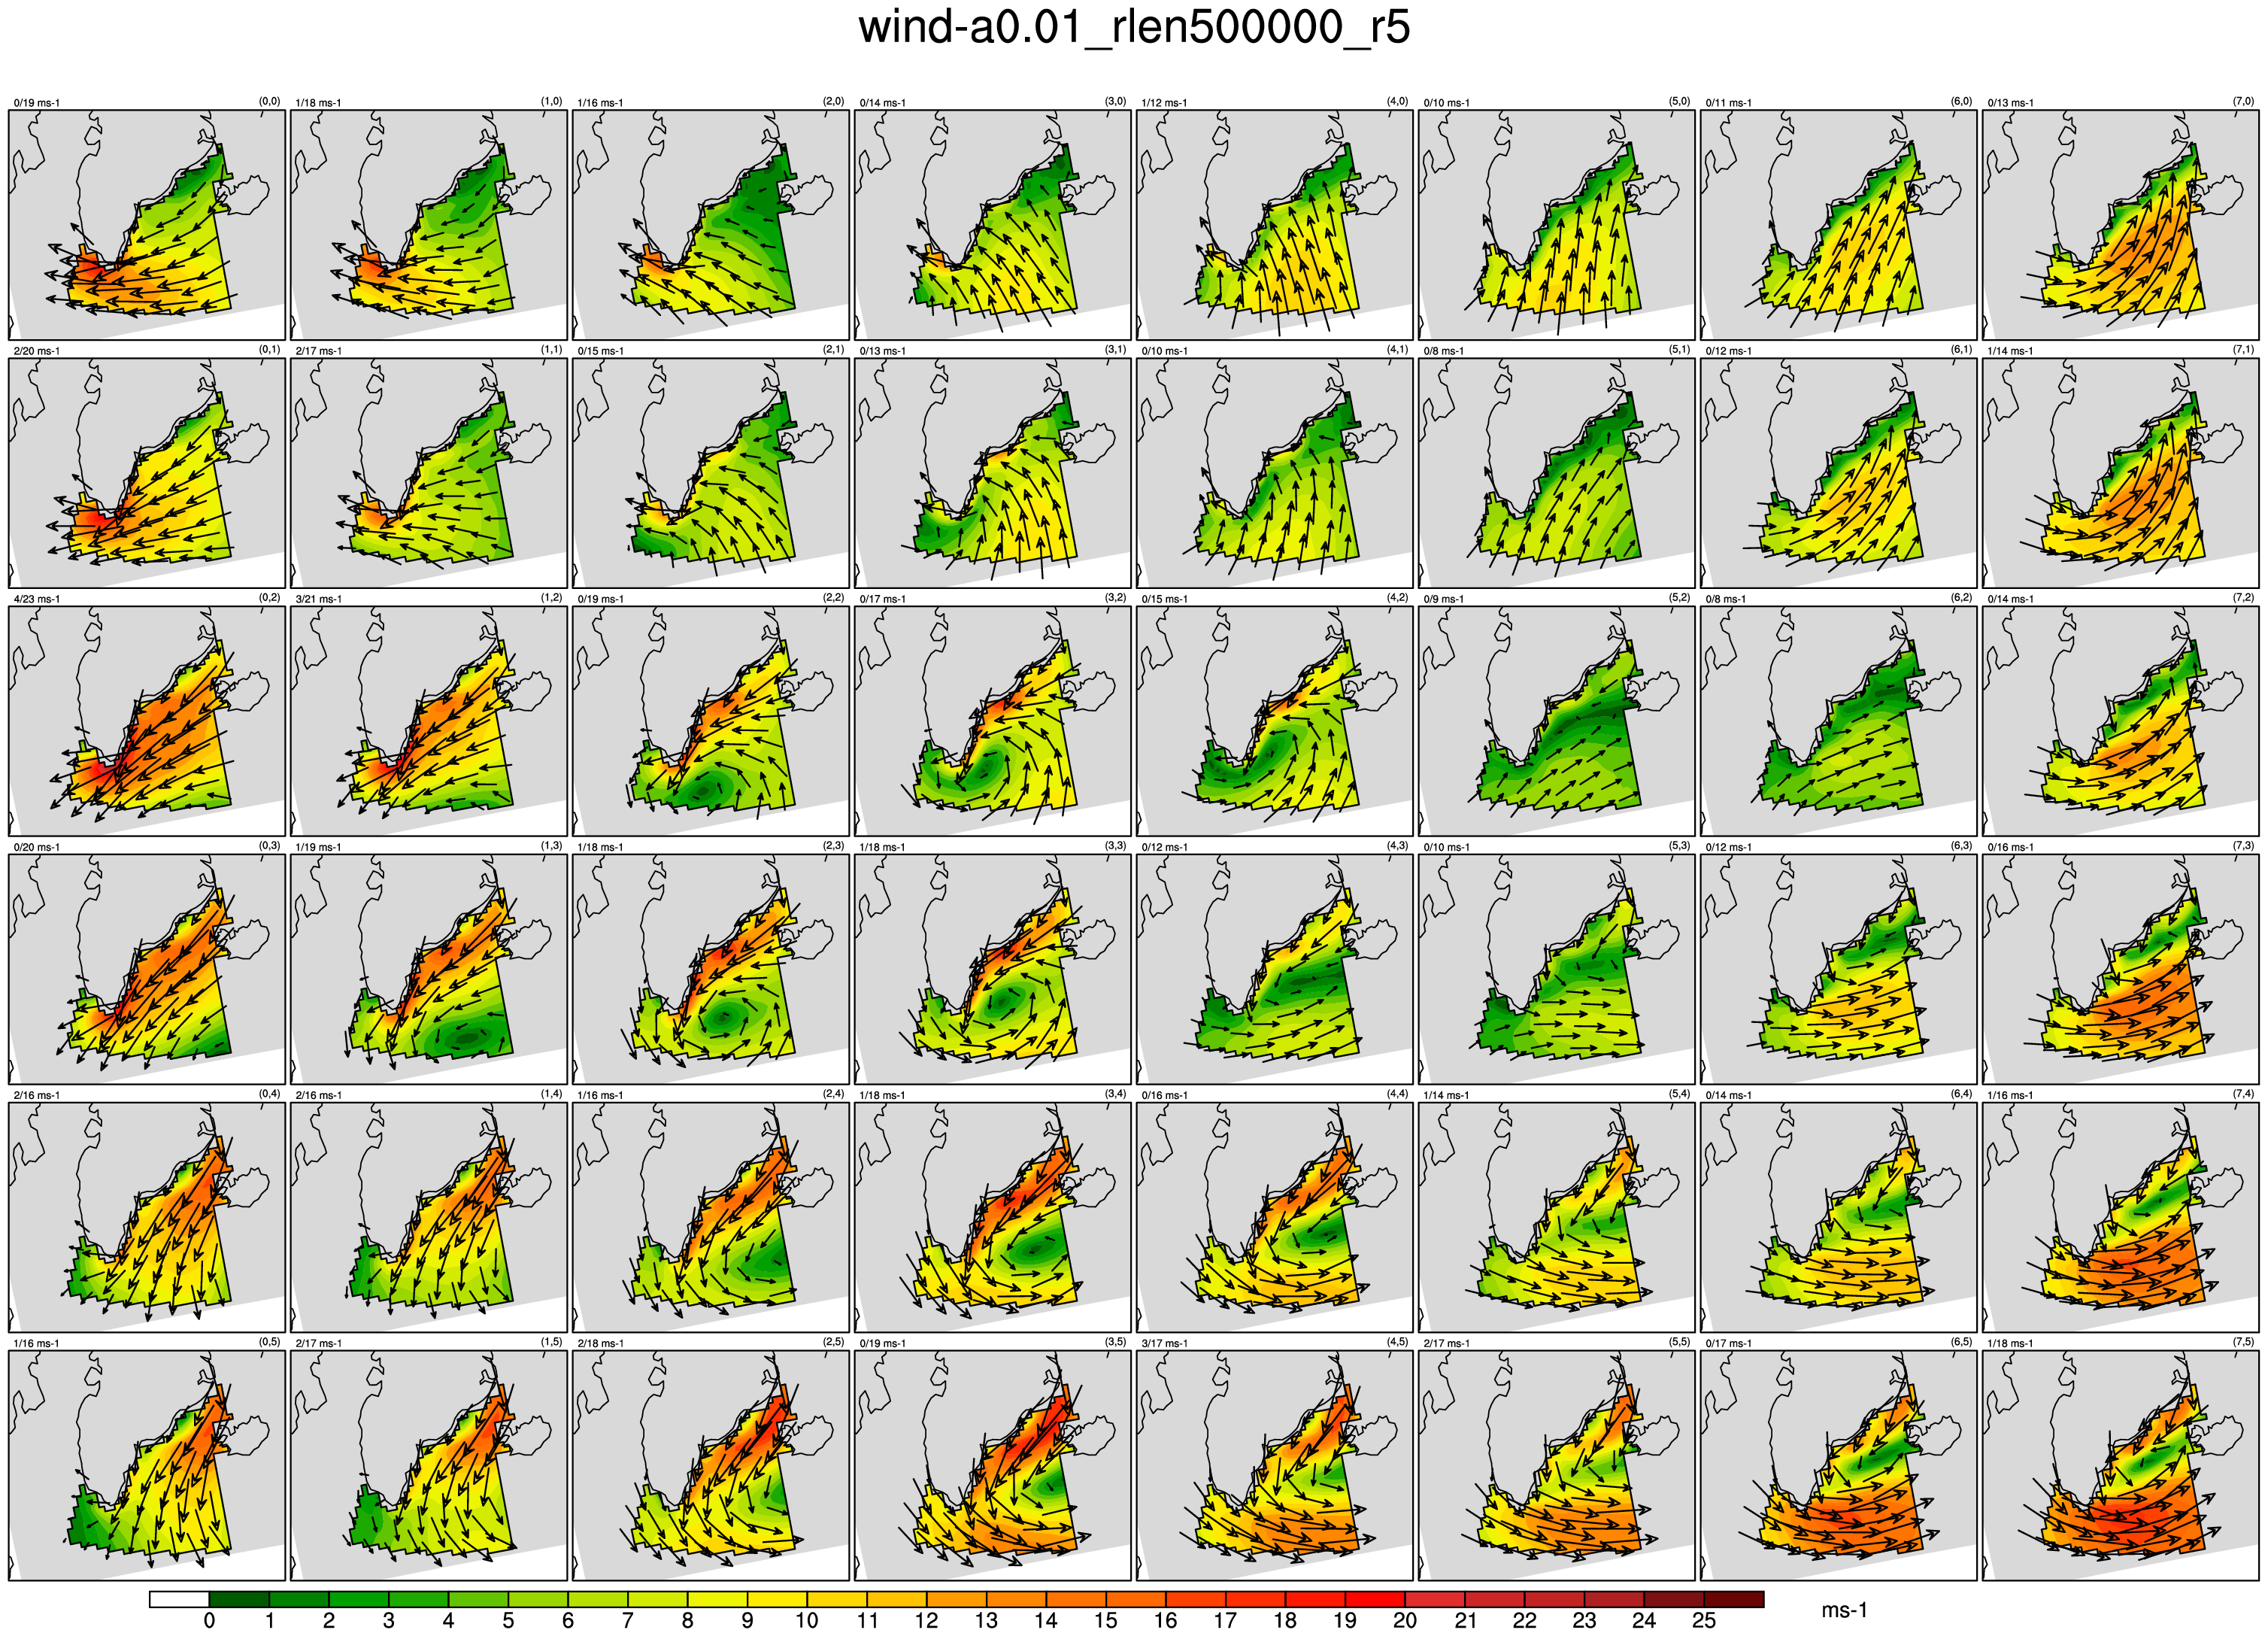 wind-a0.01_rlen500000_r5
0/19 ms-1 (0,0) 1/18 ms-1 (1,0) 1/16 ms-1 (2,0) 0/14 ms-1 (3,0) 1/12 ms-1 (4,0) 0/10 ms-1 (5,0) 0/11 ms-1 (6,0) 0/13 ms-1 (7,0)
2/20 ms-1 (0,1) 2/17 ms-1 (1,1) 0/15 ms-1 (2,1) 0/13 ms-1 (3,1) 0/10 ms-1 (4,1) 0/8 ms-1 (5,1) 0/12 ms-1 (6,1) 1/14 ms-1 (7,1)
4/23 ms-1 (0,2) 3/21 ms-1 (1,2) 0/19 ms-1 (2,2) 0/17 ms-1 (3,2) 0/15 ms-1 (4,2) 0/9 ms-1 (5,2) 0/8 ms-1 (6,2) 0/14 ms-1 (7,2)
0/20 ms-1 (0,3) 1/19 ms-1 (1,3) 1/18 ms-1 (2,3) 1/18 ms-1 (3,3) 0/12 ms-1 (4,3) 0/10 ms-1 (5,3) 0/12 ms-1 (6,3) 0/16 ms-1 (7,3)
2/16 ms-1 (0,4) 2/16 ms-1 (1,4) 1/16 ms-1 (2,4) 1/18 ms-1 (3,4) 0/16 ms-1 (4,4) 1/14 ms-1 (5,4) 0/14 ms-1 (6,4) 1/16 ms-1 (7,4)
1/16 ms-1 (0,5) 2/17 ms-1 (1,5) 2/18 ms-1 (2,5) 0/19 ms-1 (3,5) 3/17 ms-1 (4,5) 2/17 ms-1 (5,5) 0/17 ms-1 (6,5) 1/18 ms-1 (7,5)
0 1 2 3 4 5 6 7 8 9 10 11 12 13 14 15 16 17 18 19 20 21 22 23 24 25 ms-1